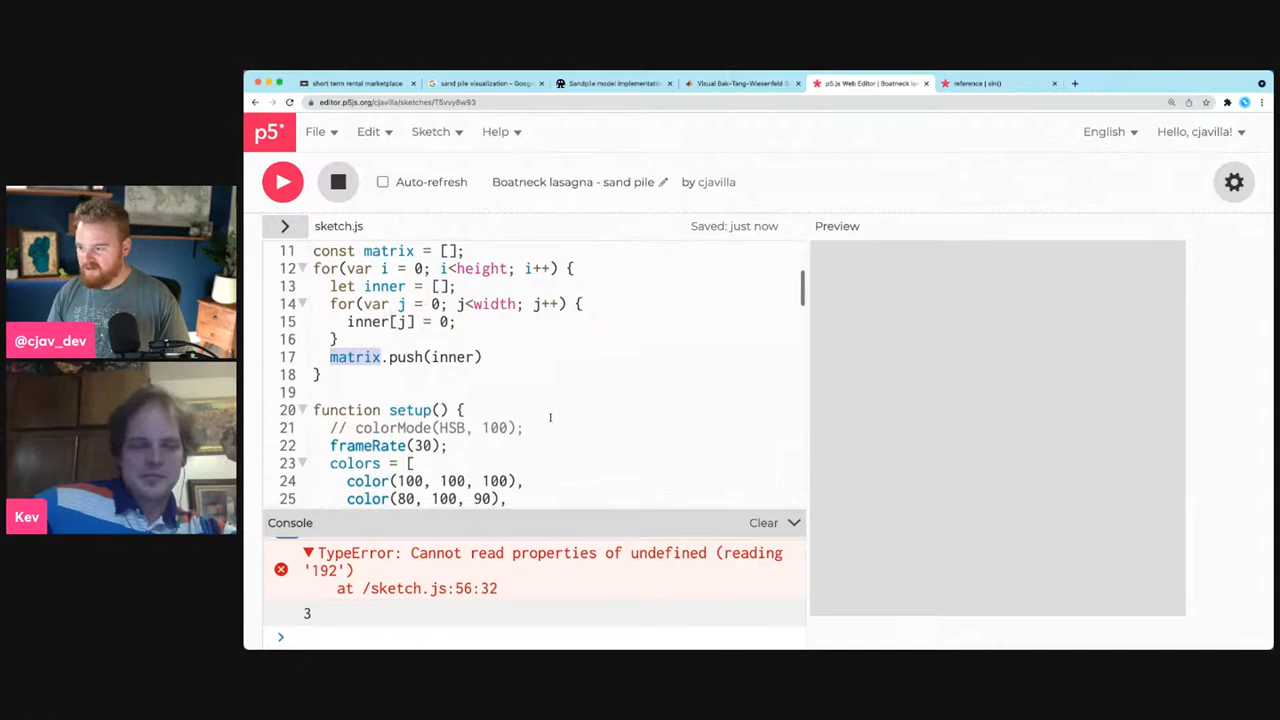 short term rental marketplace
sand pile visualization - Goog
Sandpile model implementatio
Visual Bak-Tang-Wiesenfeld S
p5.js Web Editor | Boatneck la
reference | sin()
editor.p5js.org/cjavilla/sketches/T5vvy8w93
p5*
File
Edit
Sketch
Help
English
Hello, cjavilla!
Auto-refresh
Boatneck lasagna - sand pile
by cjavilla
sketch.js
Saved: just now
Preview
11 const matrix = [];
12 for(var i = 0; i<height; i++) {
13 let inner = [];
14 for(var j = 0; j<width; j++) {
15 inner[j] = 0;
16 }
17 matrix.push(inner)
18 }
19
20 function setup() {
21 // colorMode(HSB, 100);
22 frameRate(30);
23 colors = [
24 color(100, 100, 100),
25 color(80, 100, 90),
Console
Clear
TypeError: Cannot read properties of undefined (reading
'192')
at /sketch.js:56:32
3
>
@cjav_dev
Kev